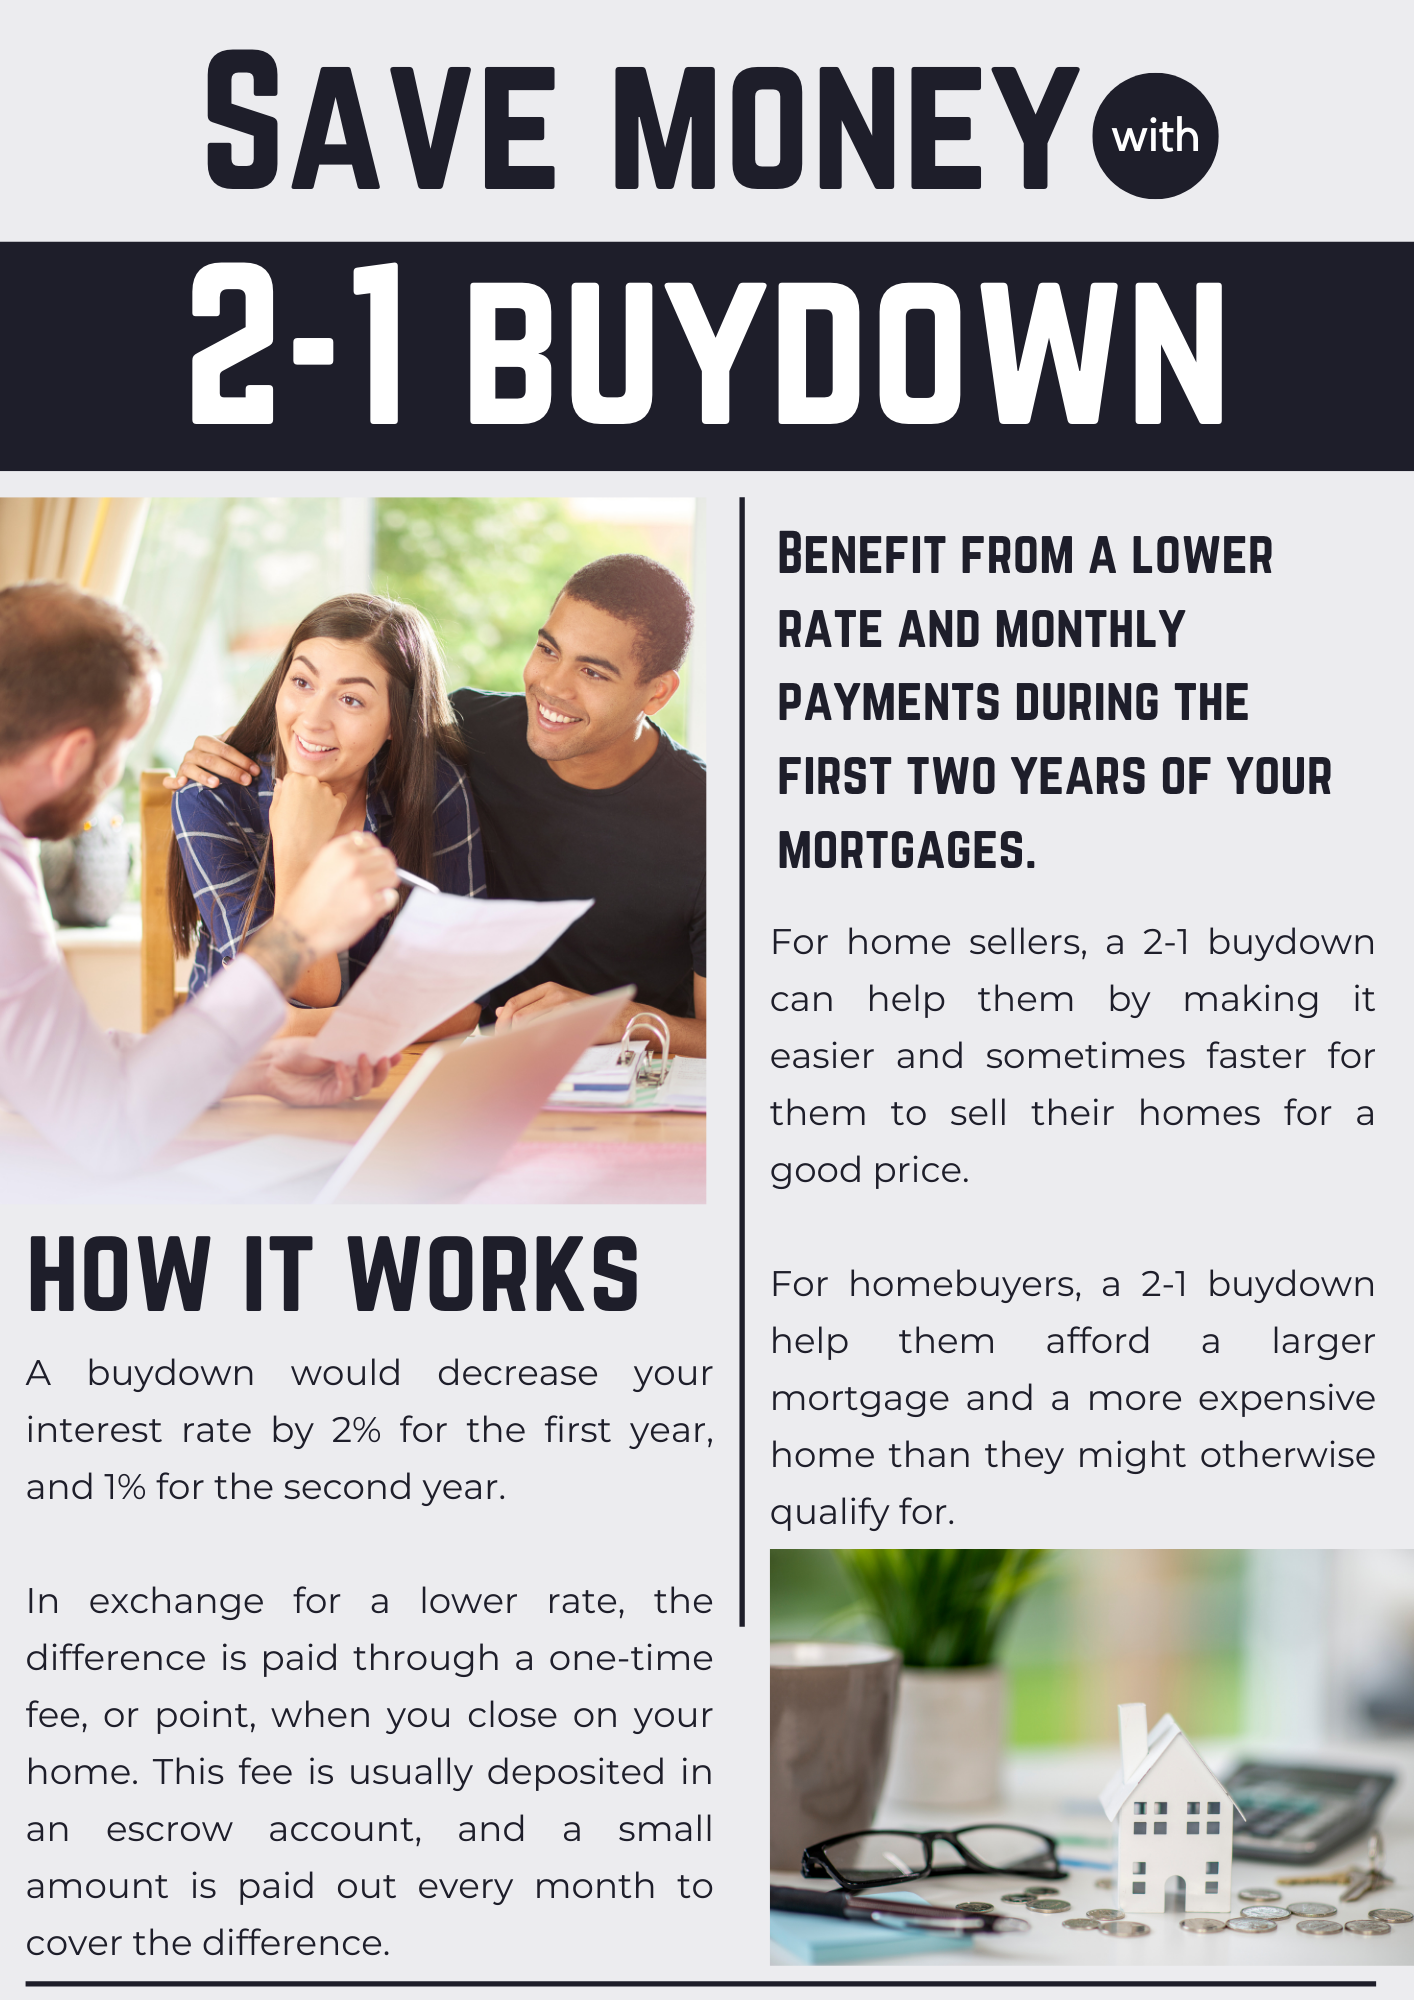 Save money with
2-1 buydown
Benefit from a lower
rate and monthly
payments during the
first two years of your
mortgages.
For home sellers, a 2-1 buydown
can help them by making it
easier and sometimes faster for
them to sell their homes for a
good price.
For homebuyers, a 2-1 buydown
help them afford a larger
mortgage and a more expensive
home than they might otherwise
qualify for.
how it works
A buydown would decrease your
interest rate by 2% for the first year,
and 1% for the second year.
In exchange for a lower rate, the
difference is paid through a one-time
fee, or point, when you close on your
home. This fee is usually deposited in
an escrow account, and a small
amount is paid out every month to
cover the difference.